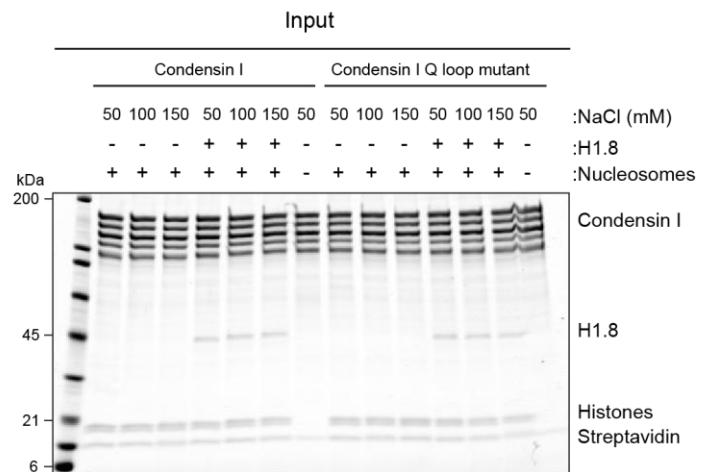 Input
Condensin I Condensin I Q loop mutant
50 100 150 50 100 150 50 50 100 150 50 100 150 50 :NaCl (mM)
- - - + + + - - - - + + + - :H1.8
+ + + + + + - + + + + + + - :Nucleosomes
kDa
200
Condensin I
45
H1.8
21
Histones
Streptavidin
6